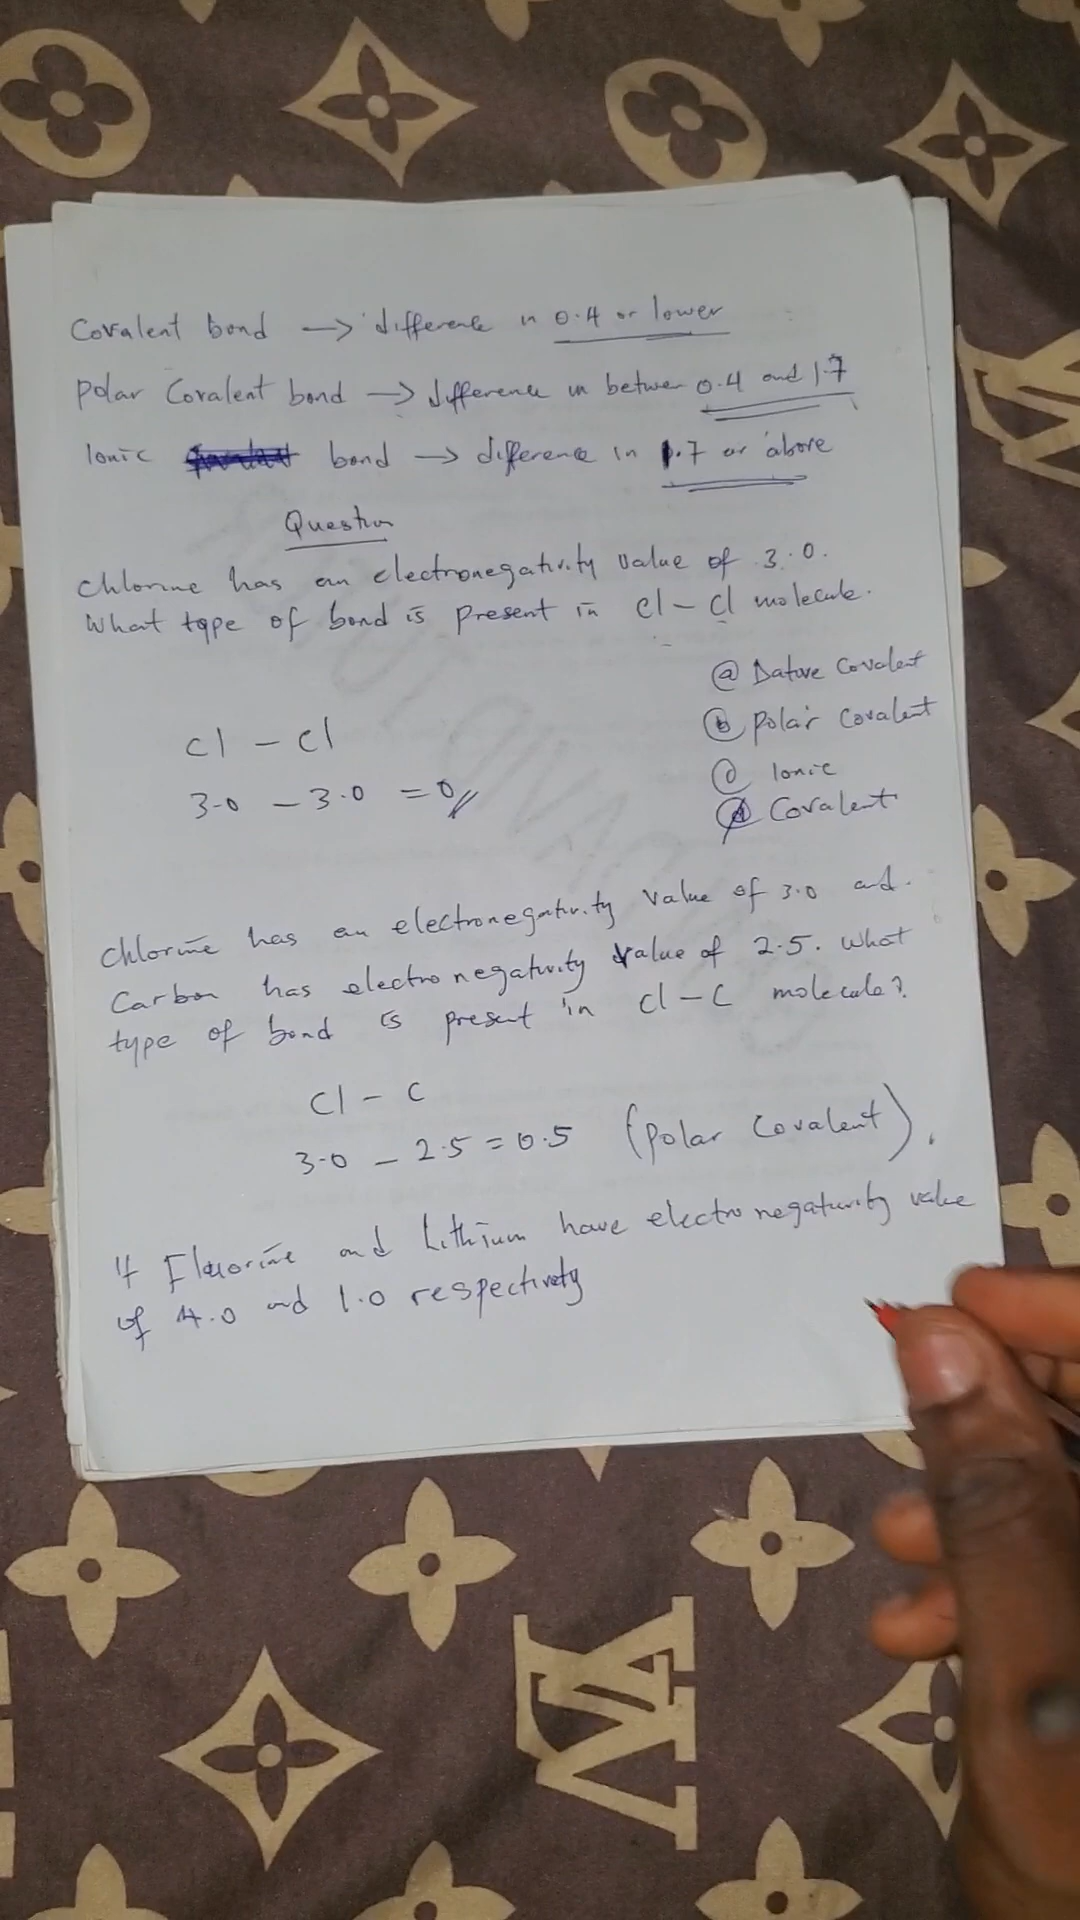 Covalent bond -> difference in 0.4 or lower
Polar Covalent bond -> difference in between 0.4 and 1.7
Ionic bond -> difference in 1.7 or above
Question
Chlorine has an electronegativity value of 3.0.
What type of bond is present in Cl - Cl molecule.
(a) Dative Covalent
(b) Polar Covalent
(c) Ionic
(d) Covalent
Cl - Cl
3.0 - 3.0 = 0//
Chlorine has an electronegativity value of 3.0 and
Carbon has electronegativity value of 2.5. What
type of bond is present in Cl - C molecule?
Cl - C
3.0 - 2.5 = 0.5 (Polar Covalent).
If Fluorine and Lithium have electronegativity value
of 4.0 and 1.0 respectively